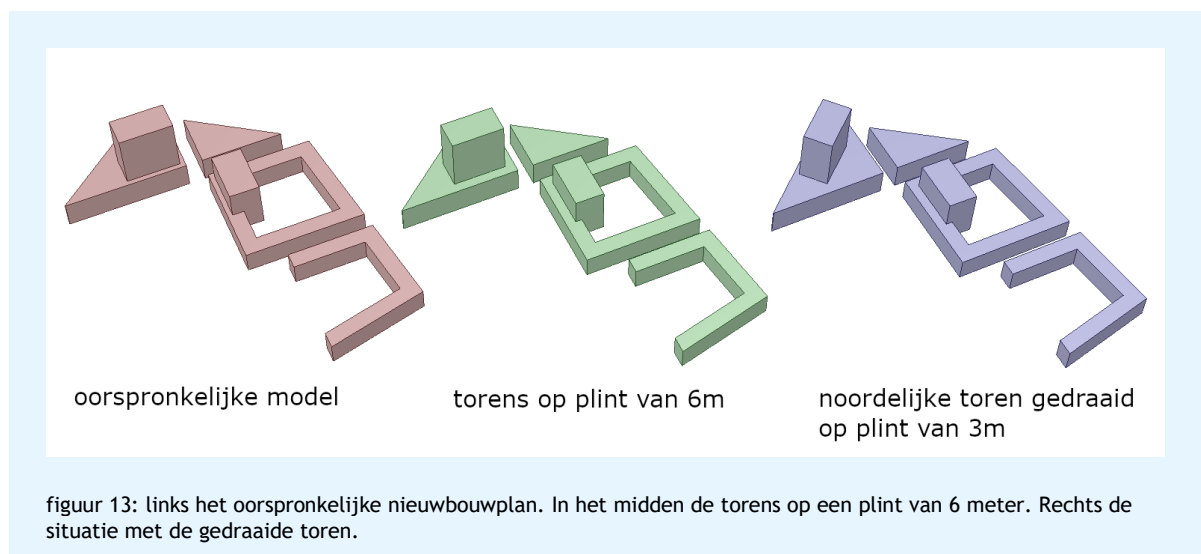 oorspronkelijke model
torens op plint van 6m
noordelijke toren gedraaid
op plint van 3m
figuur 13: links het oorspronkelijke nieuwbouwplan. In het midden de torens op een plint van 6 meter. Rechts de
situatie met de gedraaide toren.